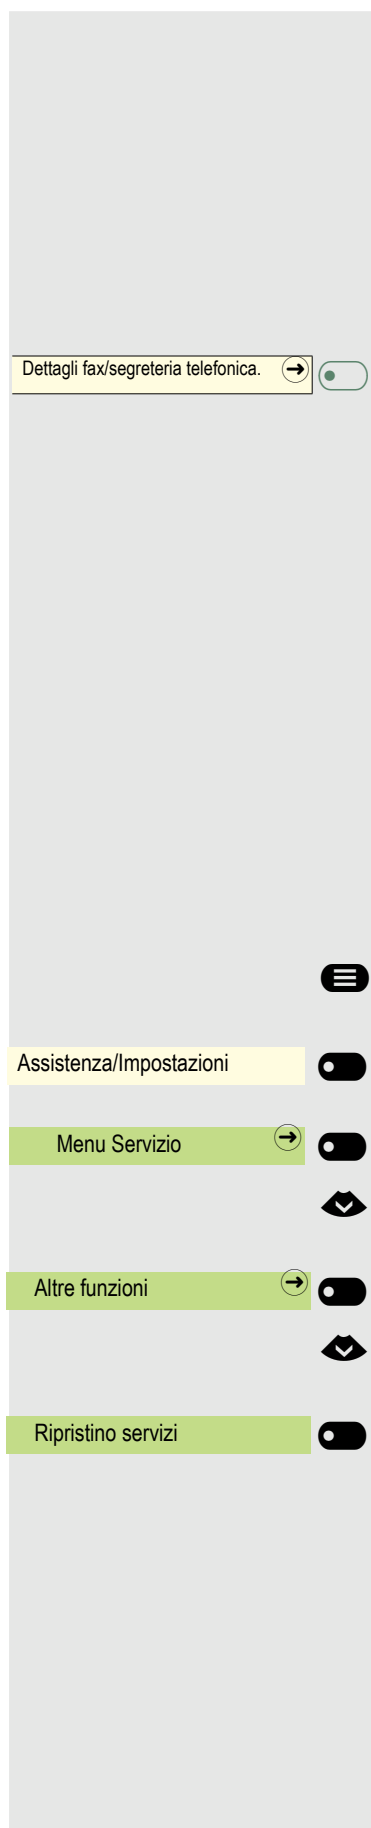 Dettagli fax/segreteria telefonica.
Assistenza/Impostazioni
Menu Servizio
Altre funzioni
Ripristino servizi